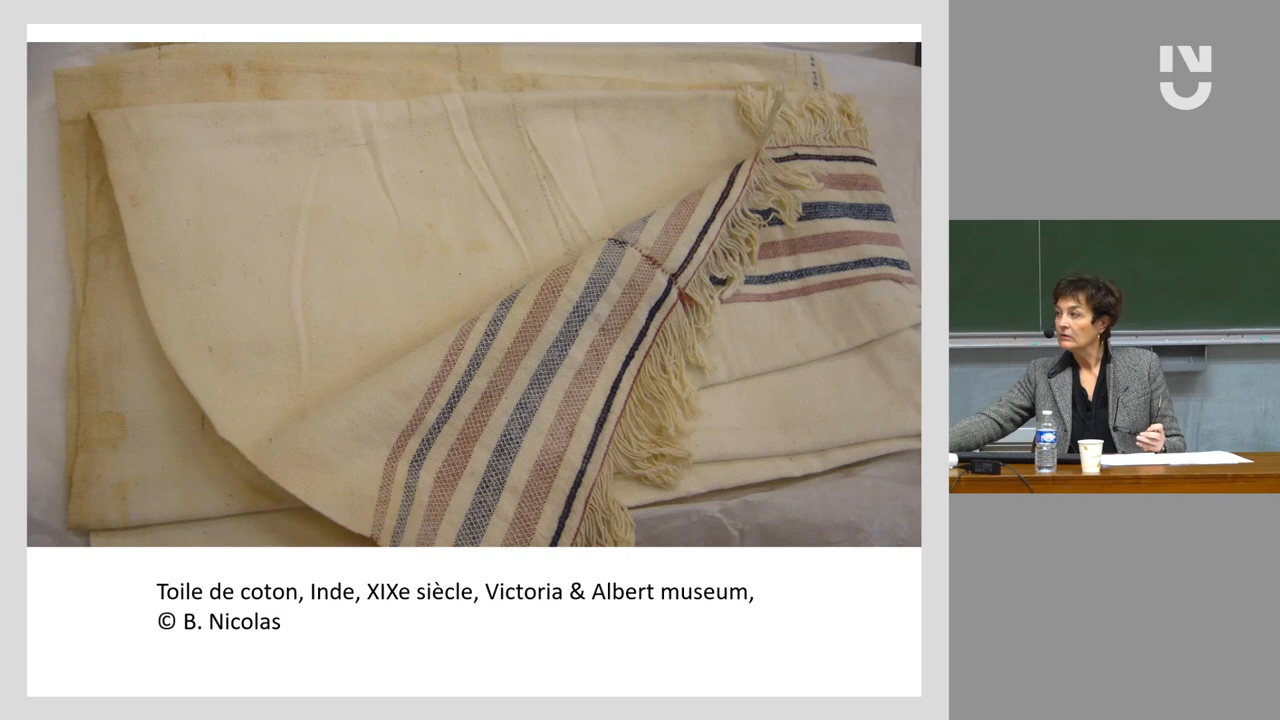 Toile de coton, Inde, XIXe siècle, Victoria & Albert museum,
© B. Nicolas